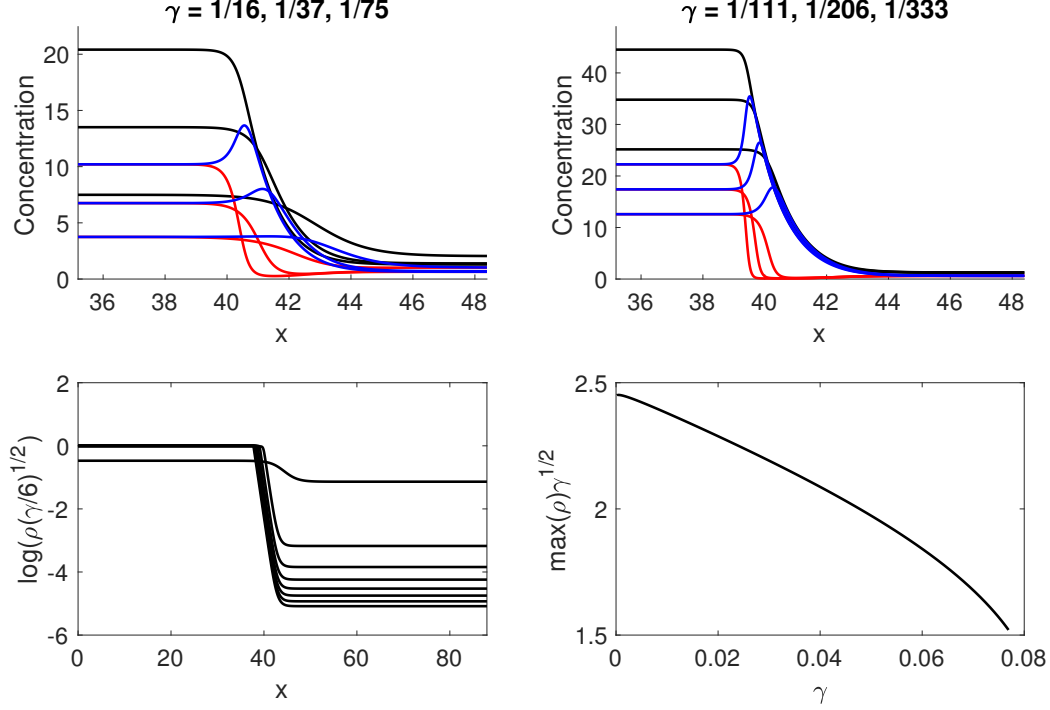 γ = 1/16, 1/37, 1/75
Concentration
20
15
10
5
0
36 38 40 42 44 46 48
x
γ = 1/111, 1/206, 1/333
Concentration
40
30
20
10
0
36 38 40 42 44 46 48
x
log(ρ(γ/6)^{1/2})
2
0
-2
-4
-6
0 20 40 60 80
x
max(ρ)γ^{1/2}
2.5
2
1.5
0 0.02 0.04 0.06 0.08
γ